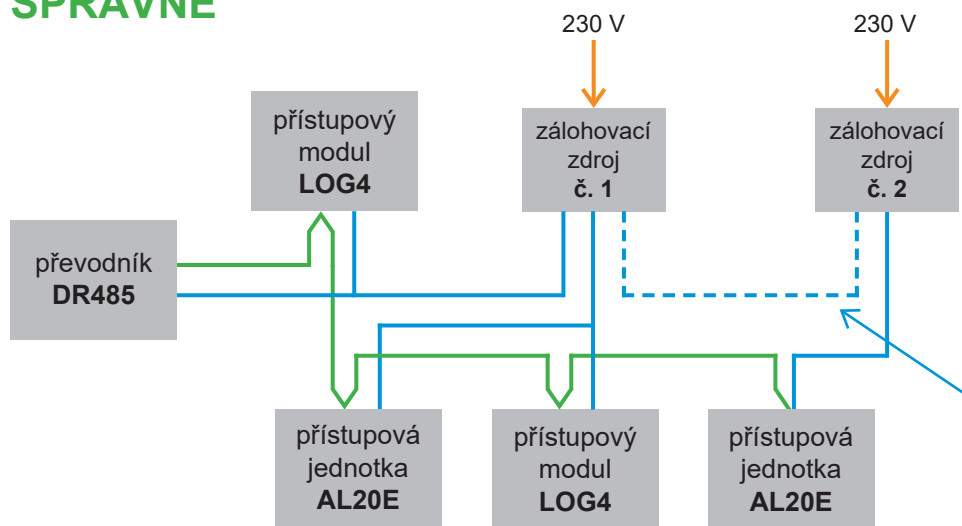 SPRÁVNĚ
230 V
230 V
přístupový
modul
LOG4
zálohovací
zdroj
č. 1
zálohovací
zdroj
č. 2
převodník
DR485
přístupová
jednotka
AL20E
přístupový
modul
LOG4
přístupová
jednotka
AL20E